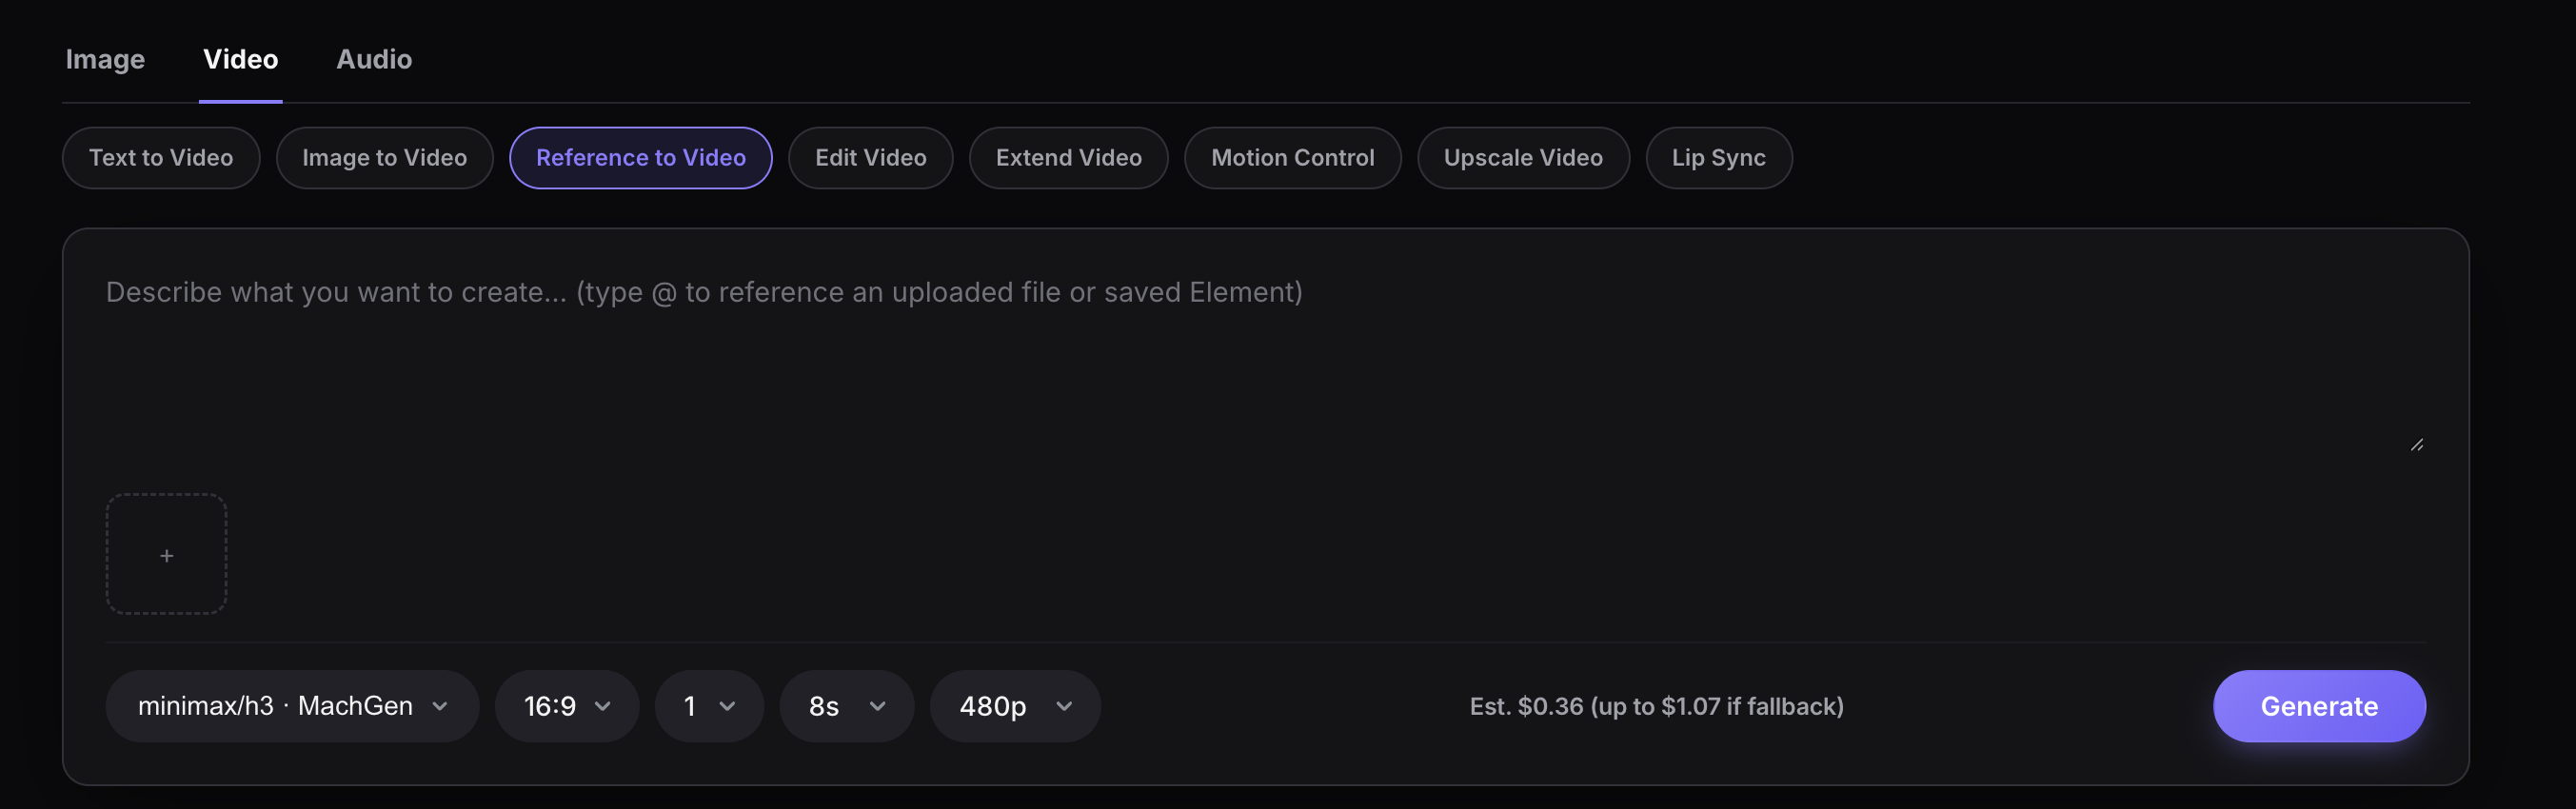 Image Video Audio
Text to Video Image to Video Reference to Video Edit Video Extend Video Motion Control Upscale Video Lip Sync
Describe what you want to create... (type @ to reference an uploaded file or saved Element)
+
minimax/h3 · MachGen 16:9 1 8s 480p Est. $0.36 (up to $1.07 if fallback) Generate